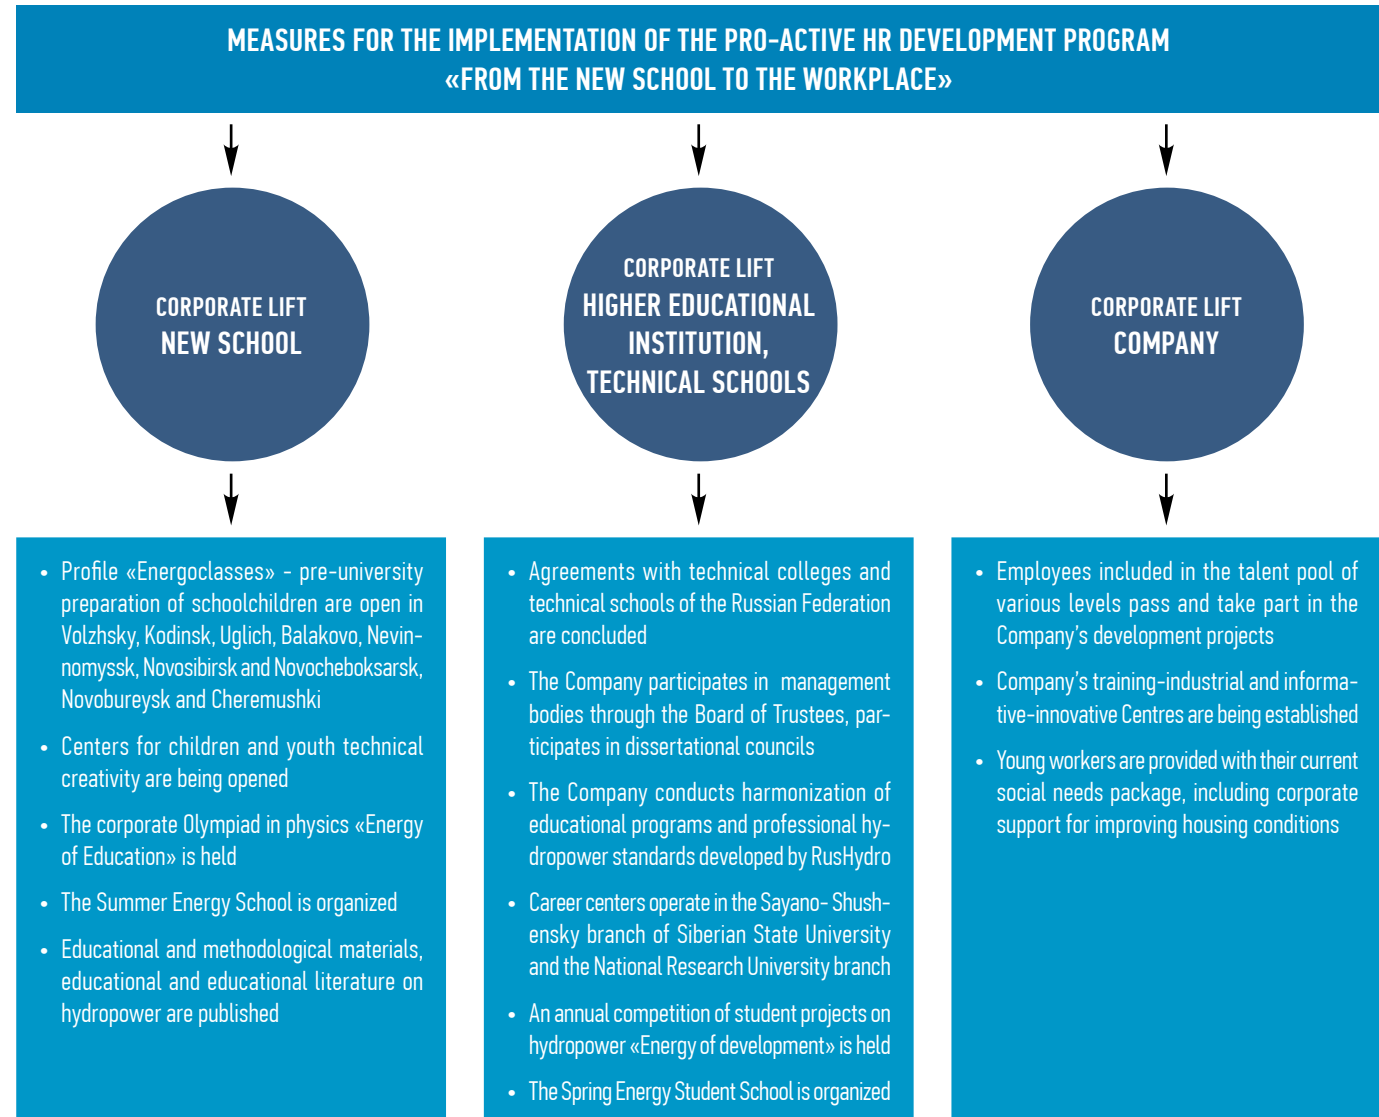 MEASURES FOR THE IMPLEMENTATION OF THE PRO-ACTIVE HR DEVELOPMENT PROGRAM
«FROM THE NEW SCHOOL TO THE WORKPLACE»
CORPORATE LIFT
NEW SCHOOL
CORPORATE LIFT
HIGHER EDUCATIONAL
INSTITUTION,
TECHNICAL SCHOOLS
CORPORATE LIFT
COMPANY
• Profile «Energoclasses» - pre-university
preparation of schoolchildren are open in
Volzhsky, Kodinsk, Uglich, Balakovo, Nevin-
nomyssk, Novosibirsk and Novocheboksarsk,
Novobureysk and Cheremushki
• Centers for children and youth technical
creativity are being opened
• The corporate Olympiad in physics «Energy
of Education» is held
• The Summer Energy School is organized
• Educational and methodological materials,
educational and educational literature on
hydropower are published
• Agreements with technical colleges and
technical schools of the Russian Federation
are concluded
• The Company participates in management
bodies through the Board of Trustees, par-
ticipates in dissertational councils
• The Company conducts harmonization of
educational programs and professional hy-
dropower standards developed by RusHydro
• Career centers operate in the Sayano- Shush-
ensky branch of Siberian State University
and the National Research University branch
• An annual competition of student projects on
hydropower «Energy of development» is held
• The Spring Energy Student School is organized
• Employees included in the talent pool of
various levels pass and take part in the
Company's development projects
• Company's training-industrial and informa-
tive-innovative Centres are being established
• Young workers are provided with their current
social needs package, including corporate
support for improving housing conditions